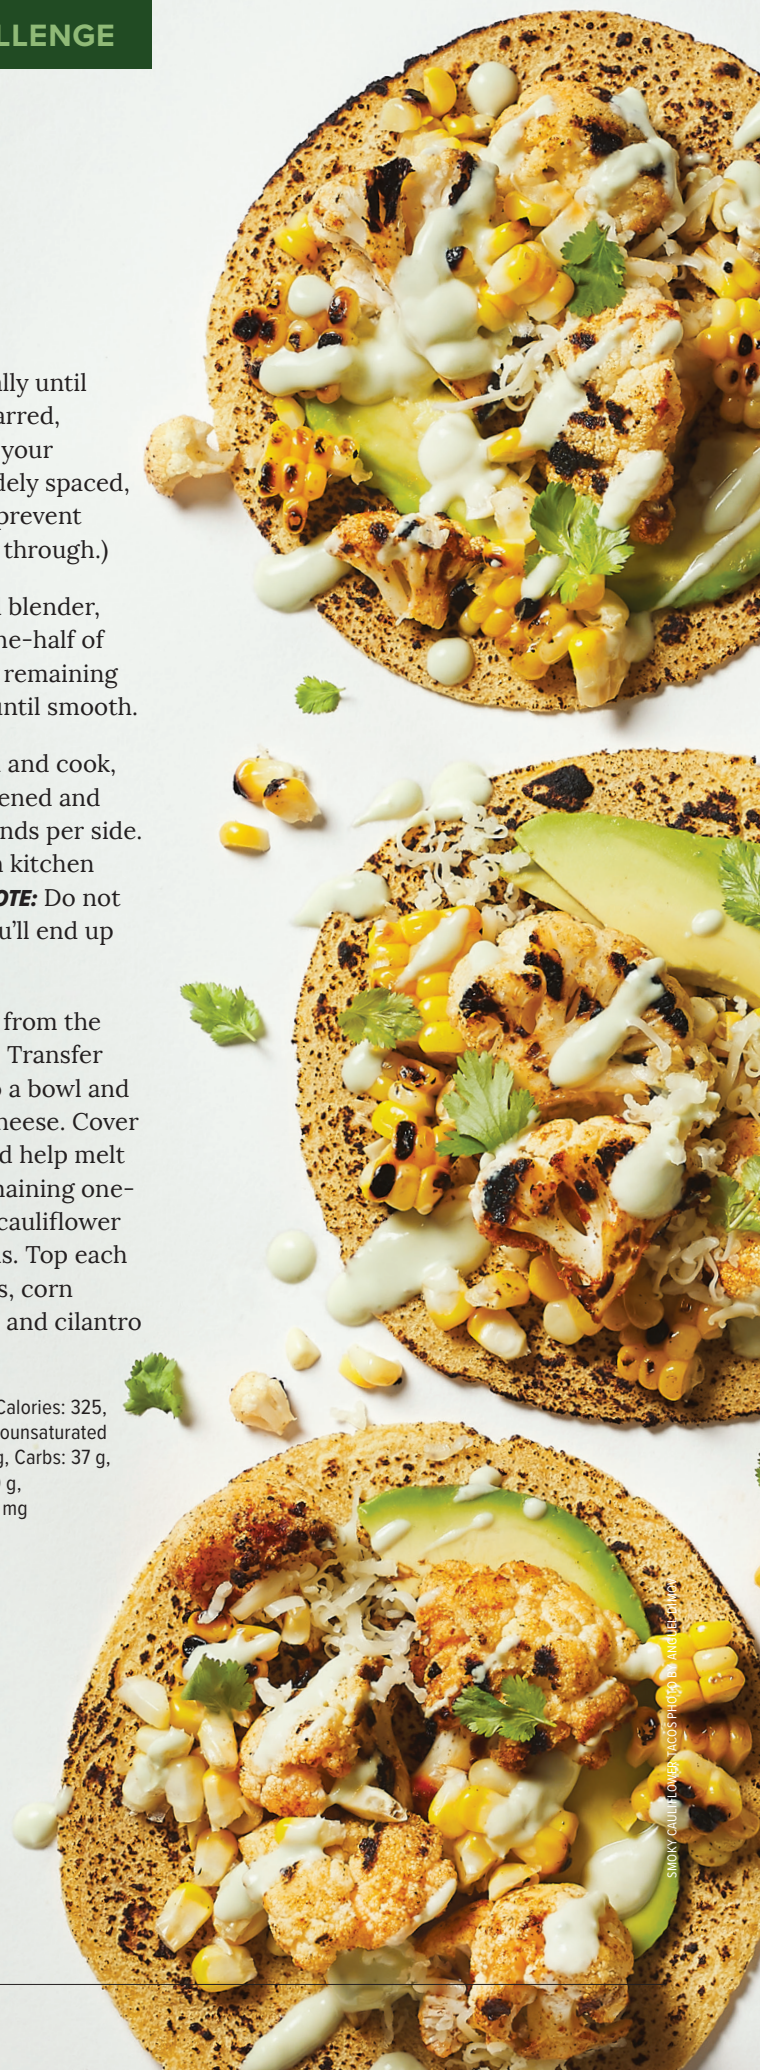 LLENGE
lly until
arred,
your
dely spaced,
prevent
through.)
blender,
ne-half of
remaining
until smooth.
and cook,
ened and
nds per side.
kitchen
OTE: Do not
u’ll end up
from the
Transfer
o a bowl and
heese. Cover
d help melt
maining one-
cauliflower
s. Top each
s, corn
and cilantro
Calories: 325,
ounsaturated
g, Carbs: 37 g,
g,
mg
SMOKY CAULIFLOWER TACOS PHOTO BY ANGUEL DIMOV